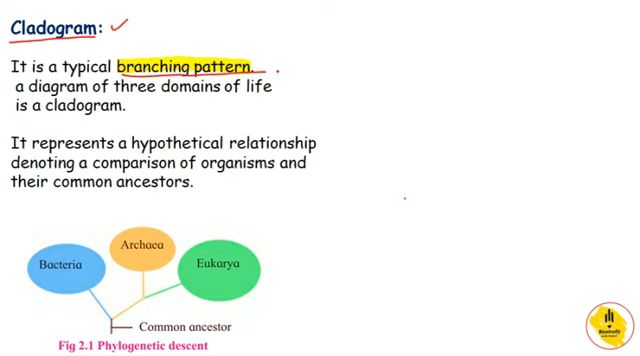 Cladogram:
It is a typical branching pattern.
a diagram of three domains of life
is a cladogram.
It represents a hypothetical relationship
denoting a comparison of organisms and
their common ancestors.
Archaea
Bacteria
Eukarya
Common ancestor
Fig 2.1 Phylogenetic descent